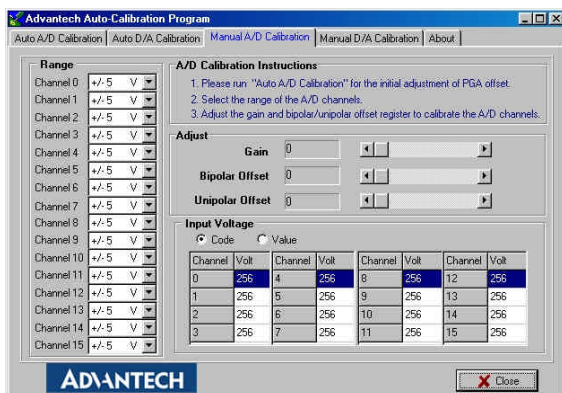 Advantech Auto-Calibration Program
Auto A/D Calibration Auto D/A Calibration Manual A/D Calibration Manual D/A Calibration About
Range
Channel 0 +/- 5 V
Channel 1 +/- 5 V
Channel 2 +/- 5 V
Channel 3 +/- 5 V
Channel 4 +/- 5 V
Channel 5 +/- 5 V
Channel 6 +/- 5 V
Channel 7 +/- 5 V
Channel 8 +/- 5 V
Channel 9 +/- 5 V
Channel 10 +/- 5 V
Channel 11 +/- 5 V
Channel 12 +/- 5 V
Channel 13 +/- 5 V
Channel 14 +/- 5 V
Channel 15 +/- 5 V
A/D Calibration Instructions
1. Please run "Auto A/D Calibration" for the initial adjustment of PGA offset.
2. Select the range of the A/D channels.
3. Adjust the gain and bipolar/unipolar offset register to calibrate the A/D channels.
Adjust
Gain 0
Bipolar Offset 0
Unipolar Offset 0
Input Voltage
Code Value
Channel Volt Channel Volt Channel Volt Channel Volt
0 256 4 256 8 256 12 256
1 256 5 256 9 256 13 256
2 256 6 256 10 256 14 256
3 256 7 256 11 256 15 256
ADVANTECH
Close